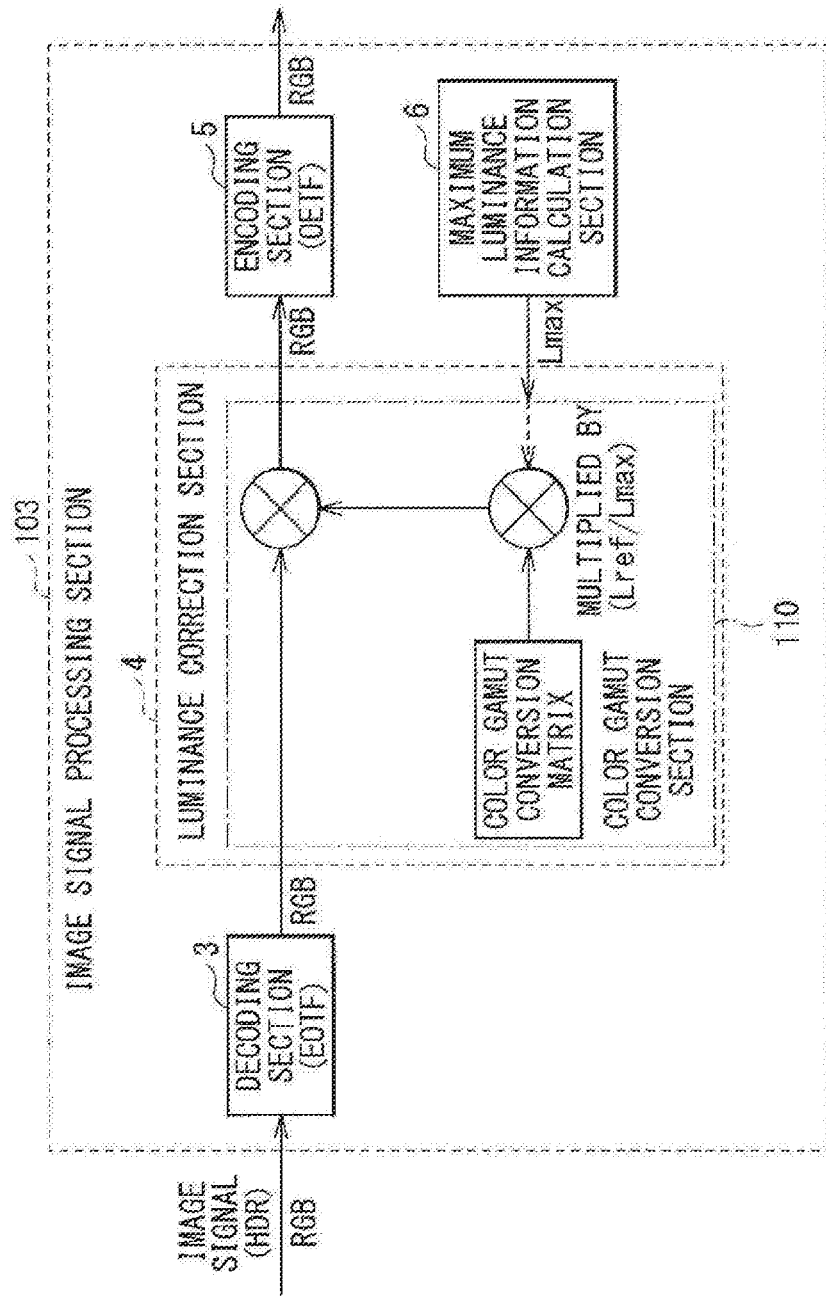 103
IMAGE SIGNAL PROCESSING SECTION
4
LUMINANCE CORRECTION SECTION
IMAGE
SIGNAL
(HDR)
RGB
3
DECODING
SECTION
(EOTF)
RGB
RGB
5
ENCODING
SECTION
(OETF)
RGB
COLOR GAMUT
CONVERSION
MATRIX
COLOR GAMUT
CONVERSION
SECTION
MULTIPLIED BY
(Lref/Lmax)
Lmax
6
MAXIMUM
LUMINANCE
INFORMATION
CALCULATION
SECTION
110